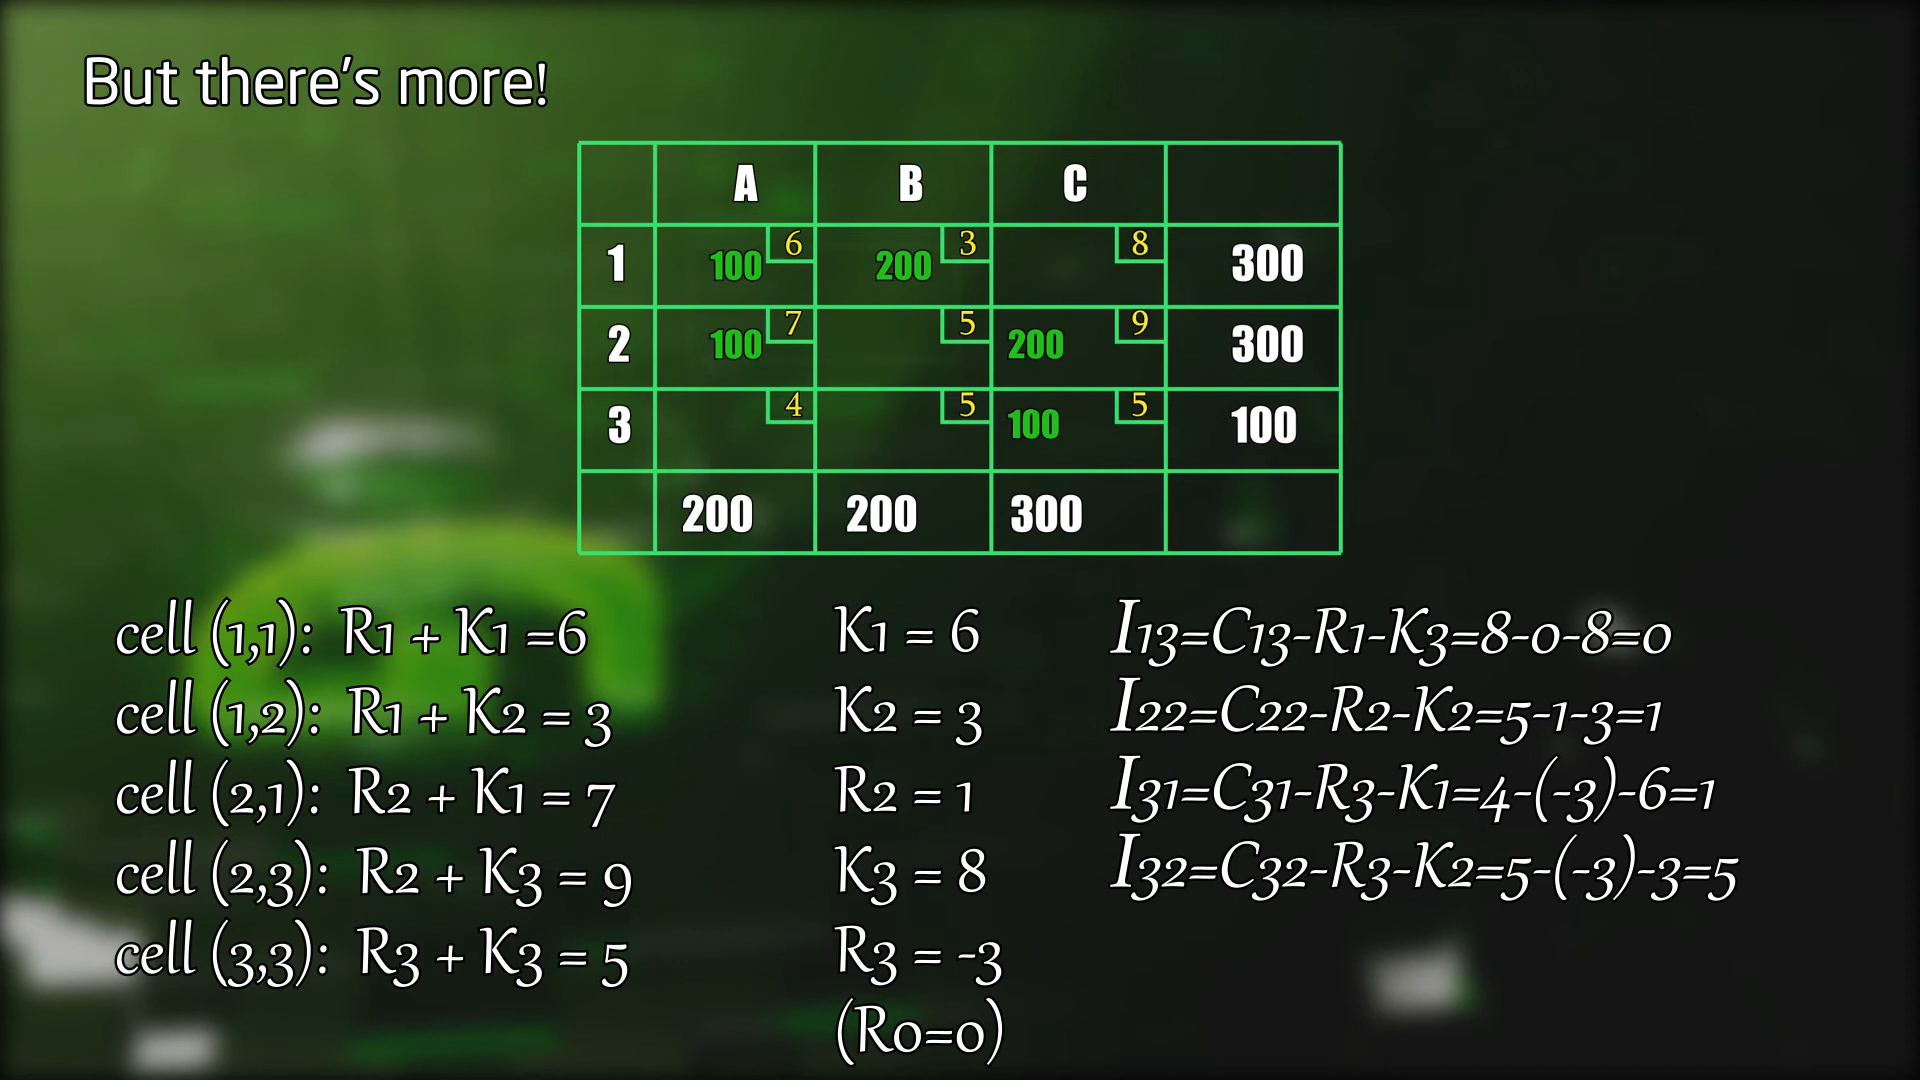 But there's more!
A B C
1 100 6 200 3 8 300
2 100 7 5 200 9 300
3 4 5 100 5 100
200 200 300
cell (1,1): R1 + K1 =6
cell (1,2): R1 + K2 = 3
cell (2,1): R2 + K1 = 7
cell (2,3): R2 + K3 = 9
cell (3,3): R3 + K3 = 5
K1 = 6
K2 = 3
R2 = 1
K3 = 8
R3 = -3
(R0=0)
I13=C13-R1-K3=8-0-8=0
I22=C22-R2-K2=5-1-3=1
I31=C31-R3-K1=4-(-3)-6=1
I32=C32-R3-K2=5-(-3)-3=5